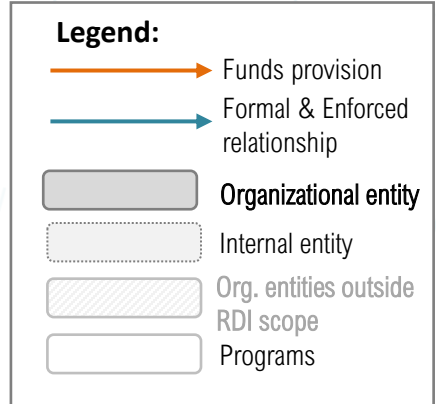 Legend:
Funds provision
Formal & Enforced
relationship
Organizational entity
Internal entity
Org. entities outside
RDI scope
Programs